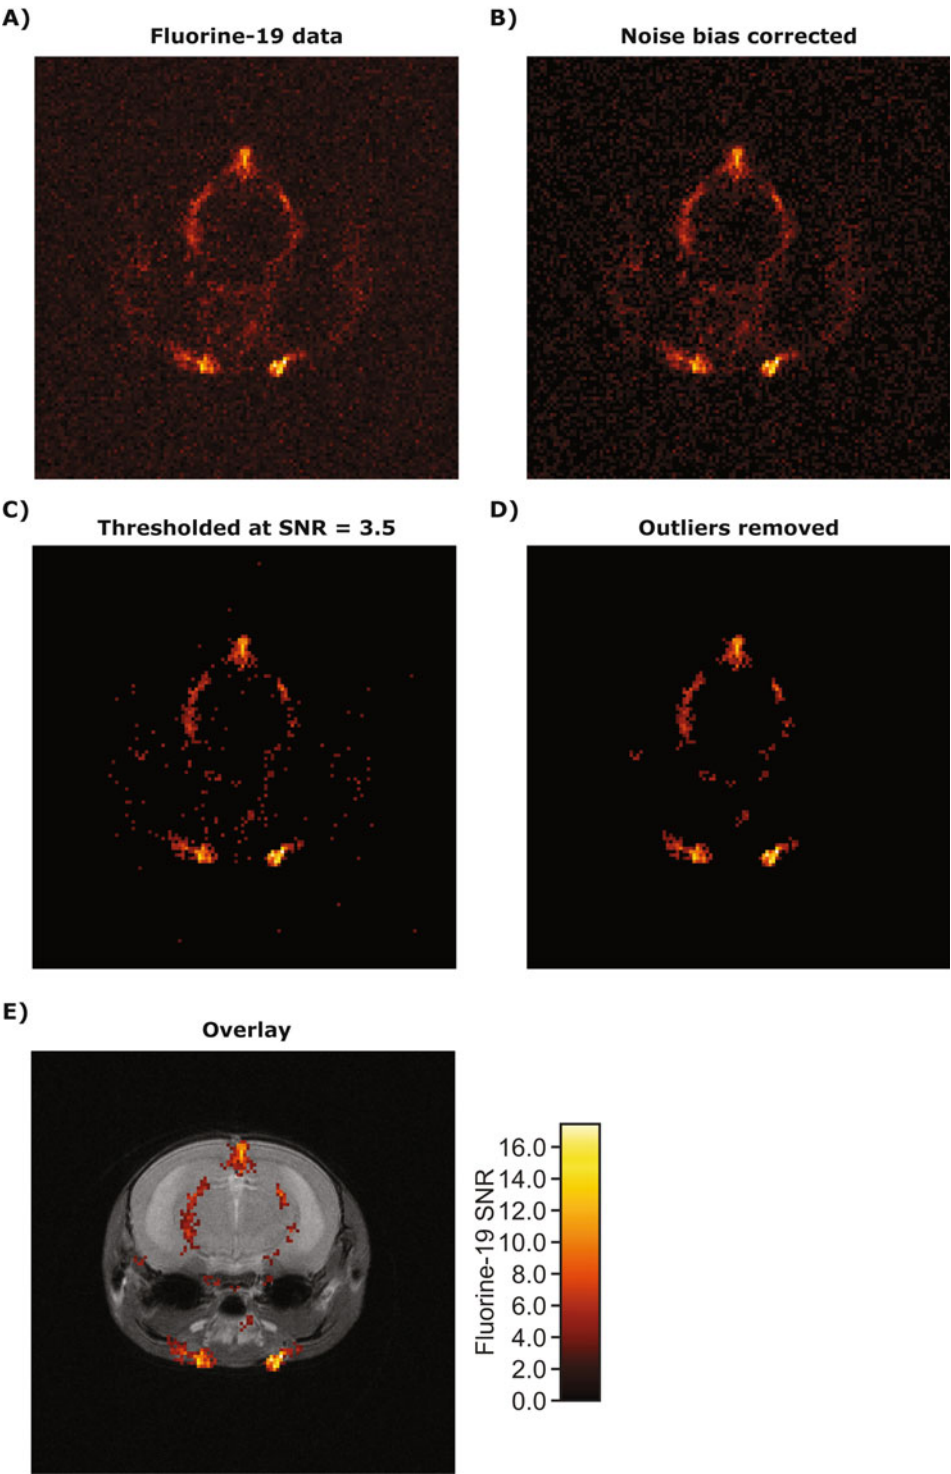 A)
Fluorine-19 data
B)
Noise bias corrected
C)
Thresholded at SNR = 3.5
D)
Outliers removed
E)
Overlay
Fluorine-19 SNR
16.0
14.0
12.0
10.0
8.0
6.0
4.0
2.0
0.0